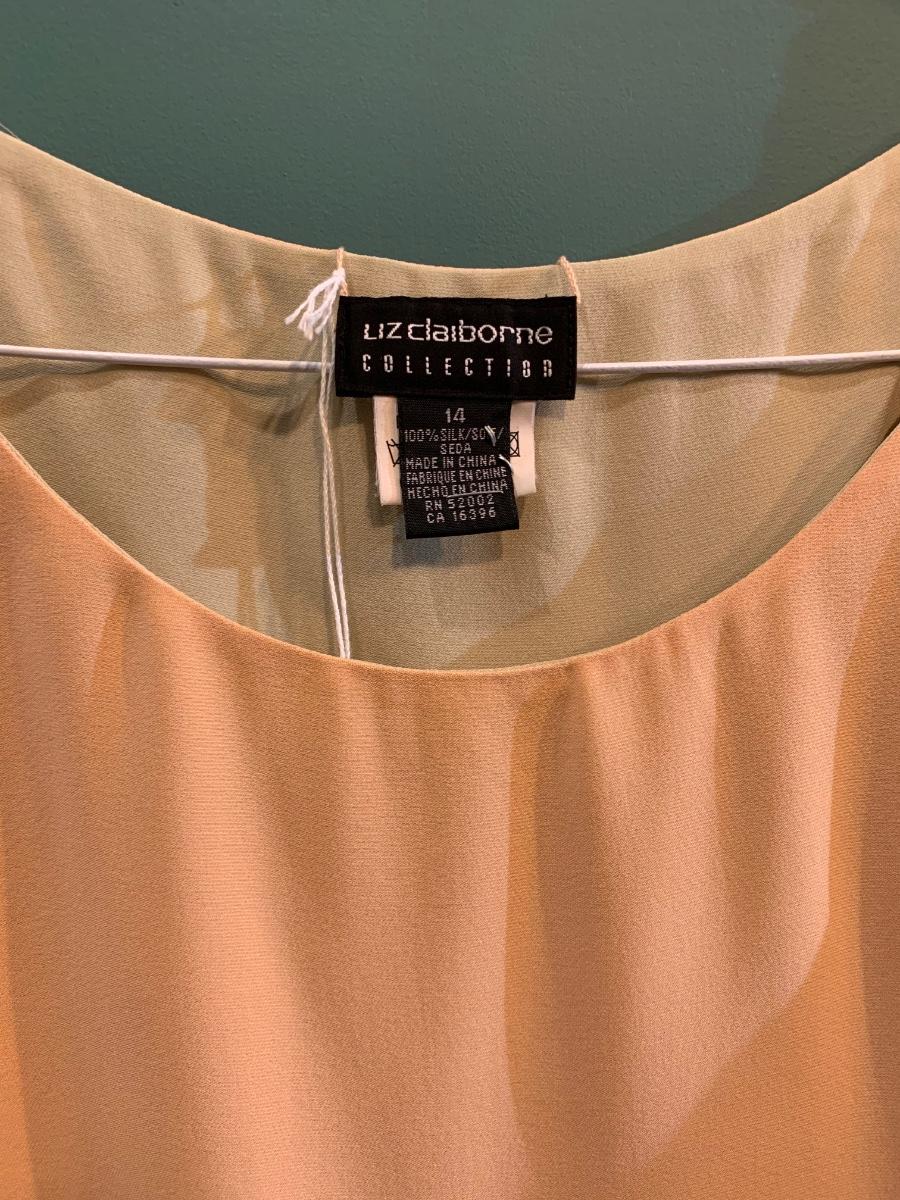 liz claiborne
COLLECTION
14
100% SILK/SOIE/
SEDA
MADE IN CHINA
FABRIQUE EN CHINE
HECHO EN CHINA
RN 52002
CA 16396